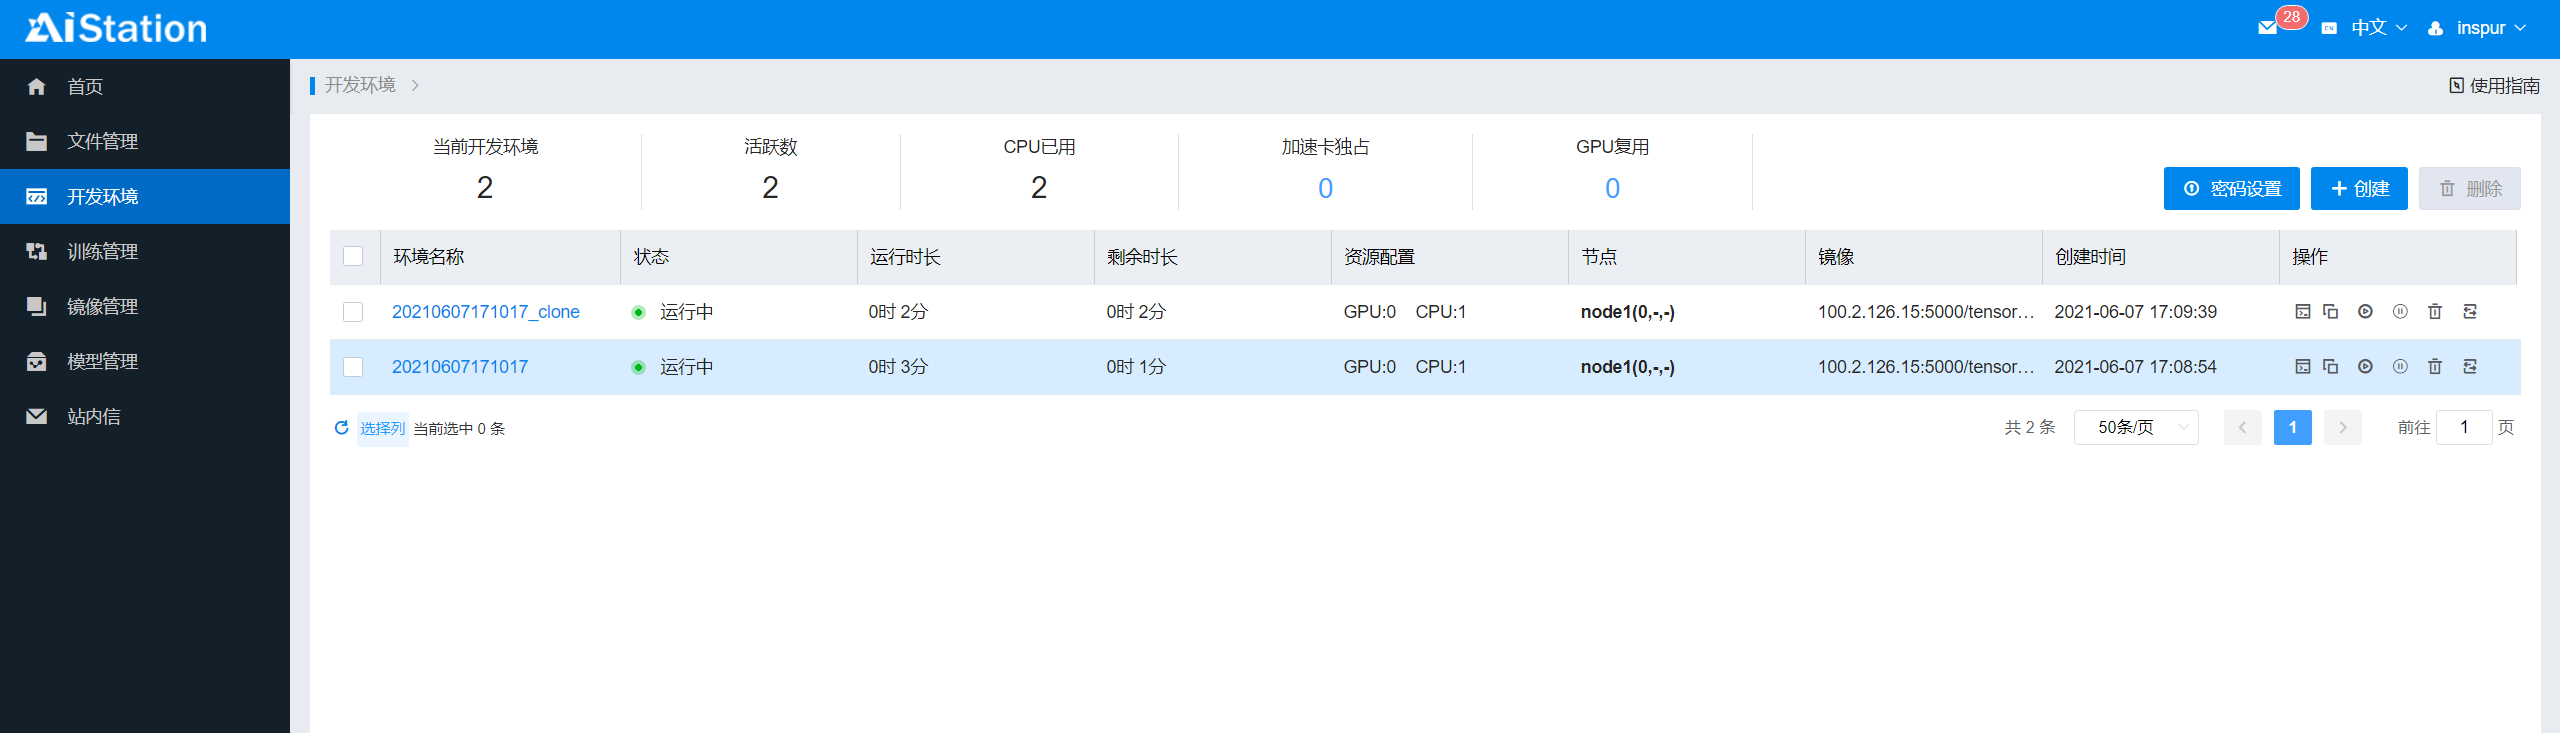 AiStation
28
中文
inspur
首页
文件管理
开发环境
训练管理
镜像管理
模型管理
站内信
开发环境
使用指南
当前开发环境 活跃数 CPU已用 加速卡独占 GPU复用
2 2 2 0 0
密码设置 创建 删除
环境名称 状态 运行时长 剩余时长 资源配置 节点 镜像 创建时间 操作
20210607171017_clone 运行中 0时 2分 0时 2分 GPU:0 CPU:1 node1(0,-,-) 100.2.126.15:5000/tensor... 2021-06-07 17:09:39
20210607171017 运行中 0时 3分 0时 1分 GPU:0 CPU:1 node1(0,-,-) 100.2.126.15:5000/tensor... 2021-06-07 17:08:54
选择列 当前选中 0 条 共 2 条 50条/页 1 前往 1 页